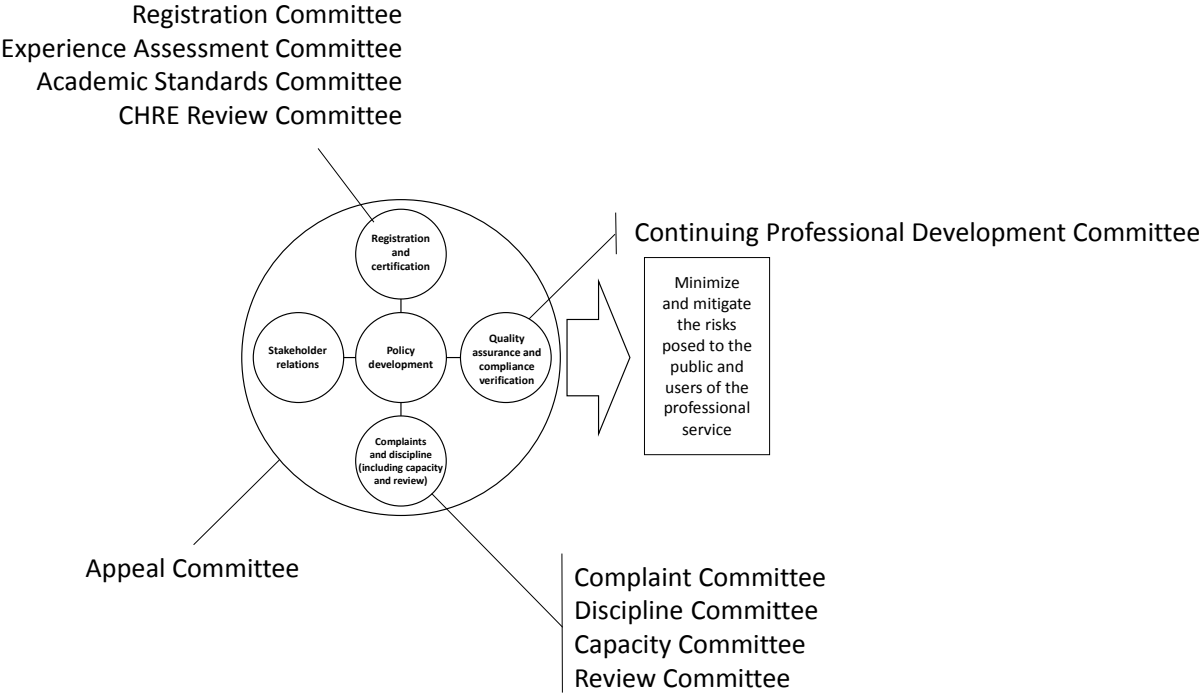 Registration Committee
Experience Assessment Committee
Academic Standards Committee
CHRE Review Committee
Continuing Professional Development Committee
Registration
and
certification
Stakeholder
relations
Policy
development
Quality
assurance and
compliance
verification
Minimize
and mitigate
the risks
posed to the
public and
users of the
professional
service
Complaints
and discipline
(including capacity
and review)
Appeal Committee
Complaint Committee
Discipline Committee
Capacity Committee
Review Committee